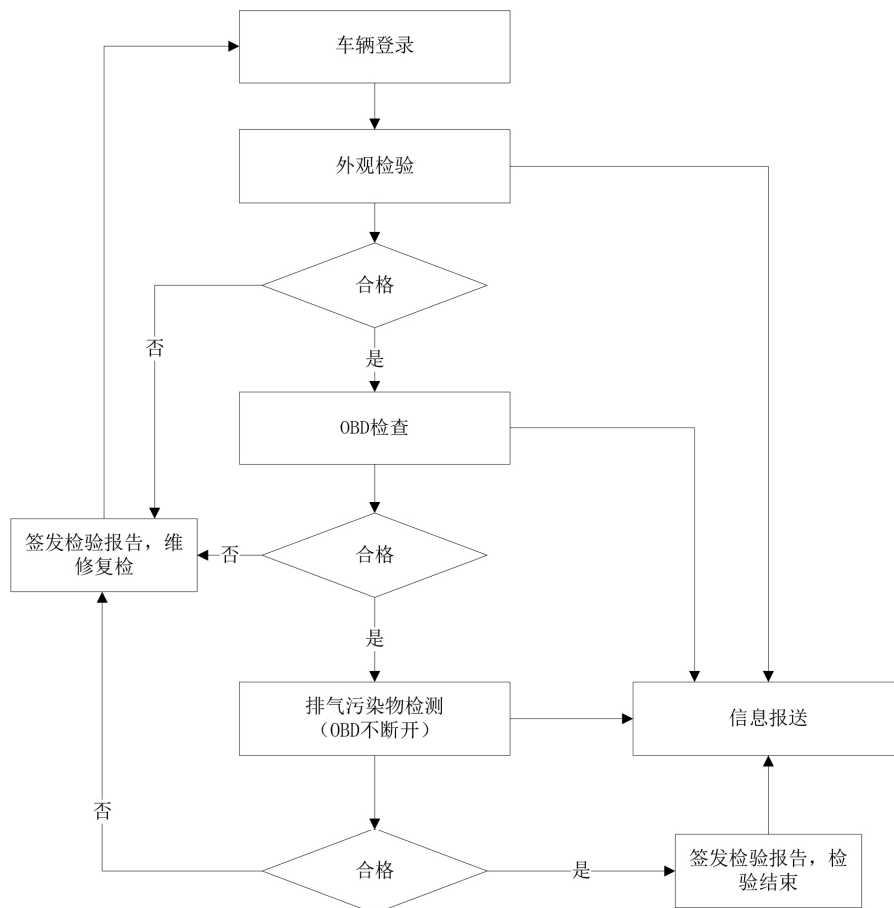 车辆登录
外观检验
合格
否
是
OBD检查
签发检验报告，维
修复检
否
合格
是
排气污染物检测
（OBD不断开）
信息报送
否
合格
是
签发检验报告，检
验结束